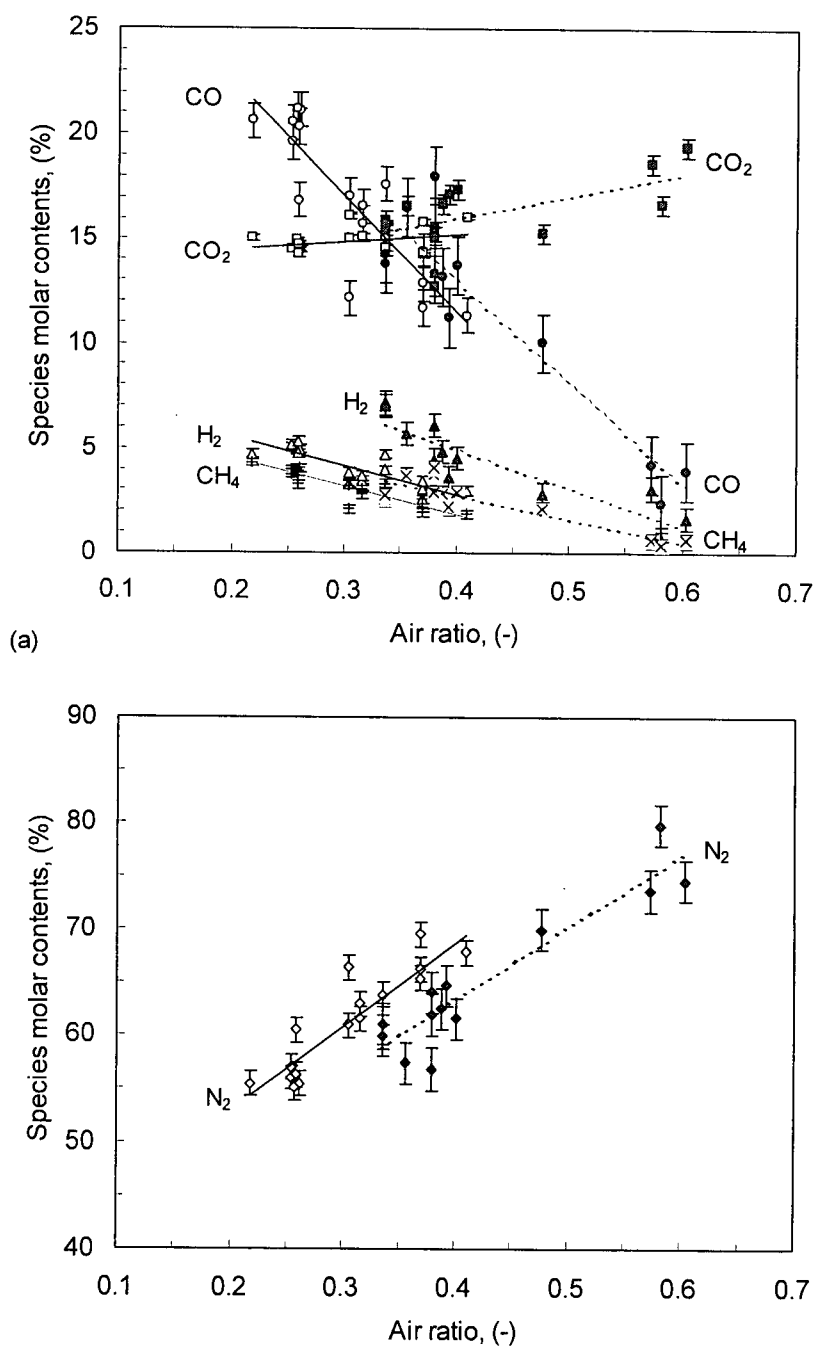 25
20
15
10
5
0
Species molar contents, (%)
CO
CO₂
CO₂
H₂
H₂
CH₄
CO
CH₄
0.1 0.2 0.3 0.4 0.5 0.6 0.7
Air ratio, (-)
(a)
90
80
70
60
50
40
Species molar contents, (%)
N₂
N₂
0.1 0.2 0.3 0.4 0.5 0.6 0.7
Air ratio, (-)